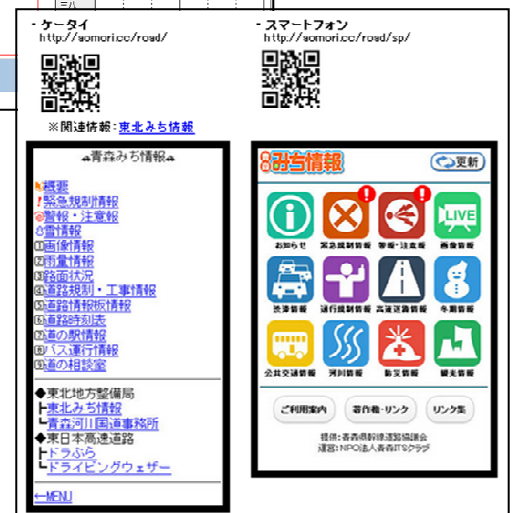 ・ケータイ
http://aomori.cc/road/
※関連情報：東北みち情報
青森みち情報
概要
緊急規制情報
警報・注意報
雪情報
1画像情報
2雨量情報
3路面状況
4道路規制・工事情報
5道路情報板情報
6道路時刻表
7道の駅情報
8バス運行情報
9道の相談室
◆東北地方整備局
┣東北みち情報
┗青森河川国道事務所
◆東日本高速道路
┣ドラぷら
┗ドライビングウェザー
←MENU
・スマートフォン
http://aomori.cc/road/sp/
青森みち情報
更新
LIVE
お知らせ 緊急規制情報 警報・注意報 画像情報
渋滞情報 通行規制情報 高速道路情報 冬期情報
公共交通情報 河川情報 防災情報 観光情報
ご利用案内 著作権・リンク リンク集
提供：青森県幹線道路協議会
運営：NPO法人青森ITSクラブ